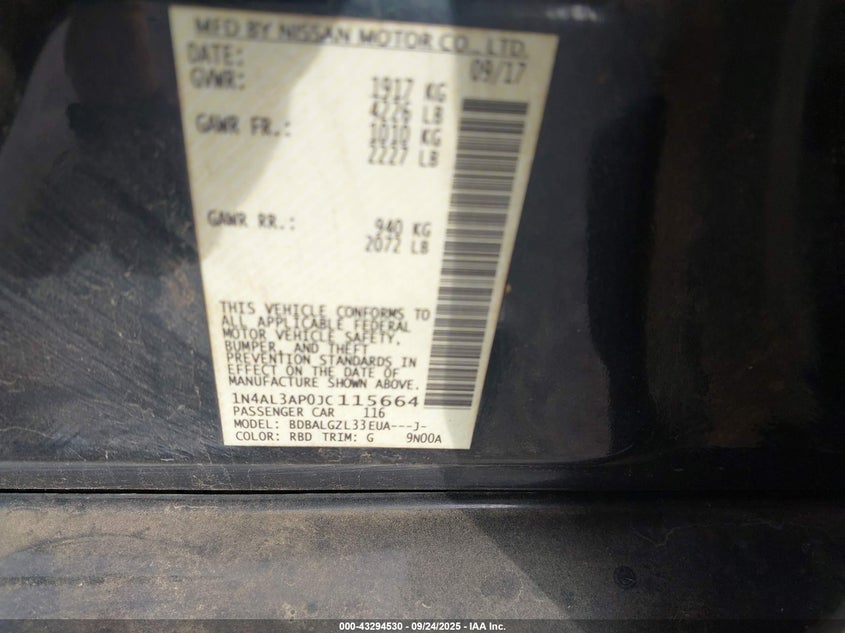 MFD BY NISSAN MOTOR CO., LTD.
DATE: 09/17
GVWR: 1917 KG
4226 LB
GAWR FR.: 1010 KG
2227 LB
GAWR RR.: 940 KG
2072 LB
THIS VEHICLE CONFORMS TO
ALL APPLICABLE FEDERAL
MOTOR VEHICLE SAFETY,
BUMPER, AND THEFT
PREVENTION STANDARDS IN
EFFECT ON THE DATE OF
MANUFACTURE SHOWN ABOVE.
1N4AL3AP0JC115664
PASSENGER CAR 116
MODEL: BDBALGZL33EUA---J-
COLOR: RBD TRIM: G 9N00A
000-43294530 - 09/24/2025 - IAA Inc.